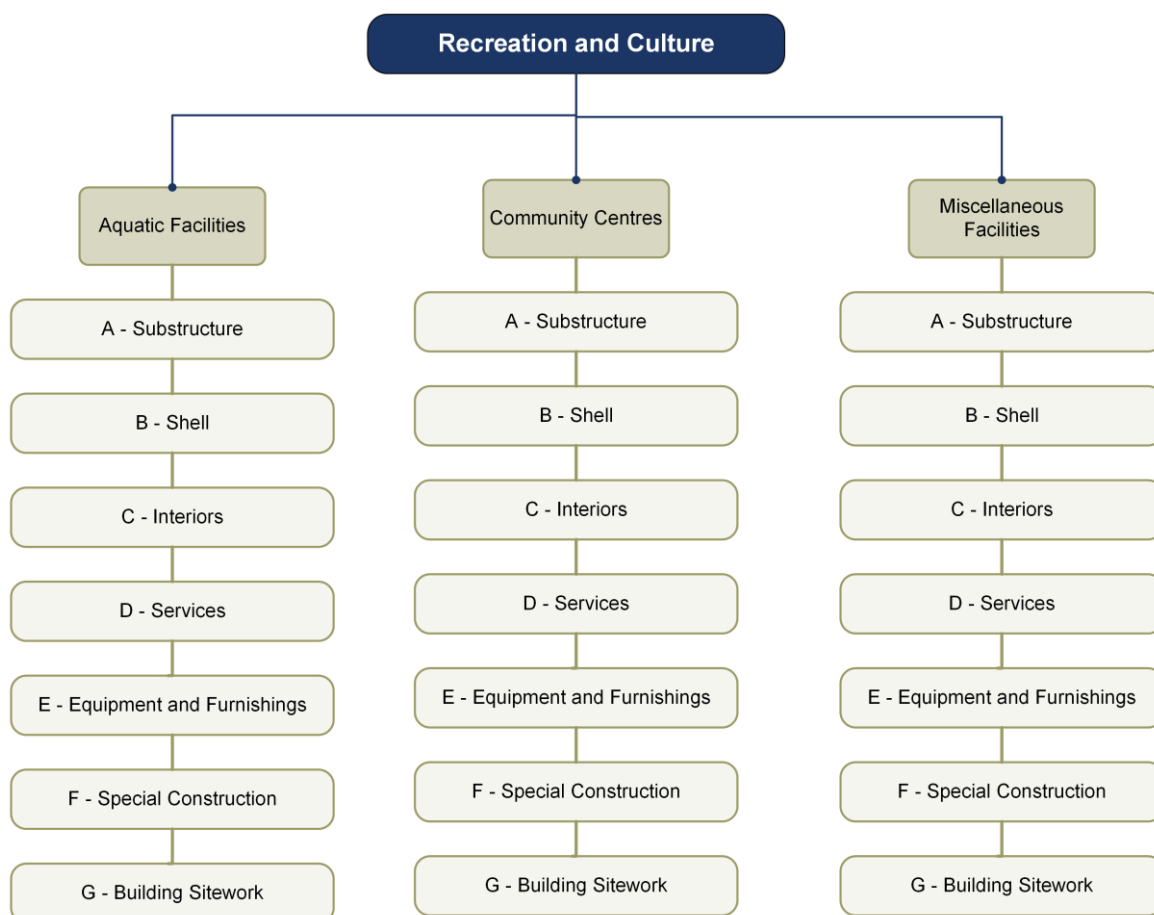 Recreation and Culture
Aquatic Facilities
A - Substructure
B - Shell
C - Interiors
D - Services
E - Equipment and Furnishings
F - Special Construction
G - Building Sitework
Community Centres
A - Substructure
B - Shell
C - Interiors
D - Services
E - Equipment and Furnishings
F - Special Construction
G - Building Sitework
Miscellaneous
Facilities
A - Substructure
B - Shell
C - Interiors
D - Services
E - Equipment and Furnishings
F - Special Construction
G - Building Sitework